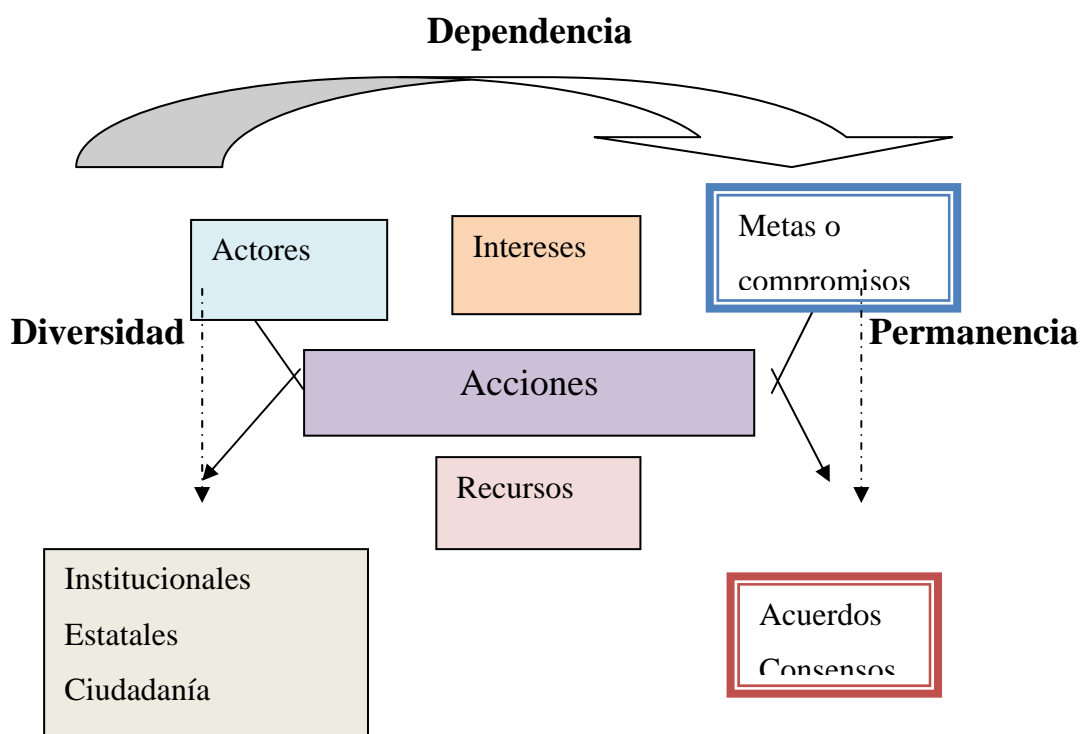 Dependencia
Actores
Intereses
Metas o
compromisos
Diversidad
Permanencia
Acciones
Recursos
Institucionales
Estatales
Ciudadanía
Acuerdos
Consensos